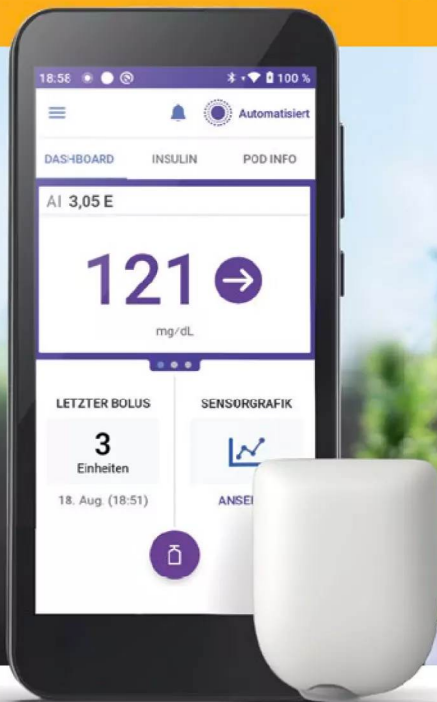 18:58 100 %
Automatisiert
DASHBOARD INSULIN POD INFO
AI 3,05 E
121
mg/dL
LETZTER BOLUS SENSORGRAFIK
3
Einheiten
18. Aug. (18:51)